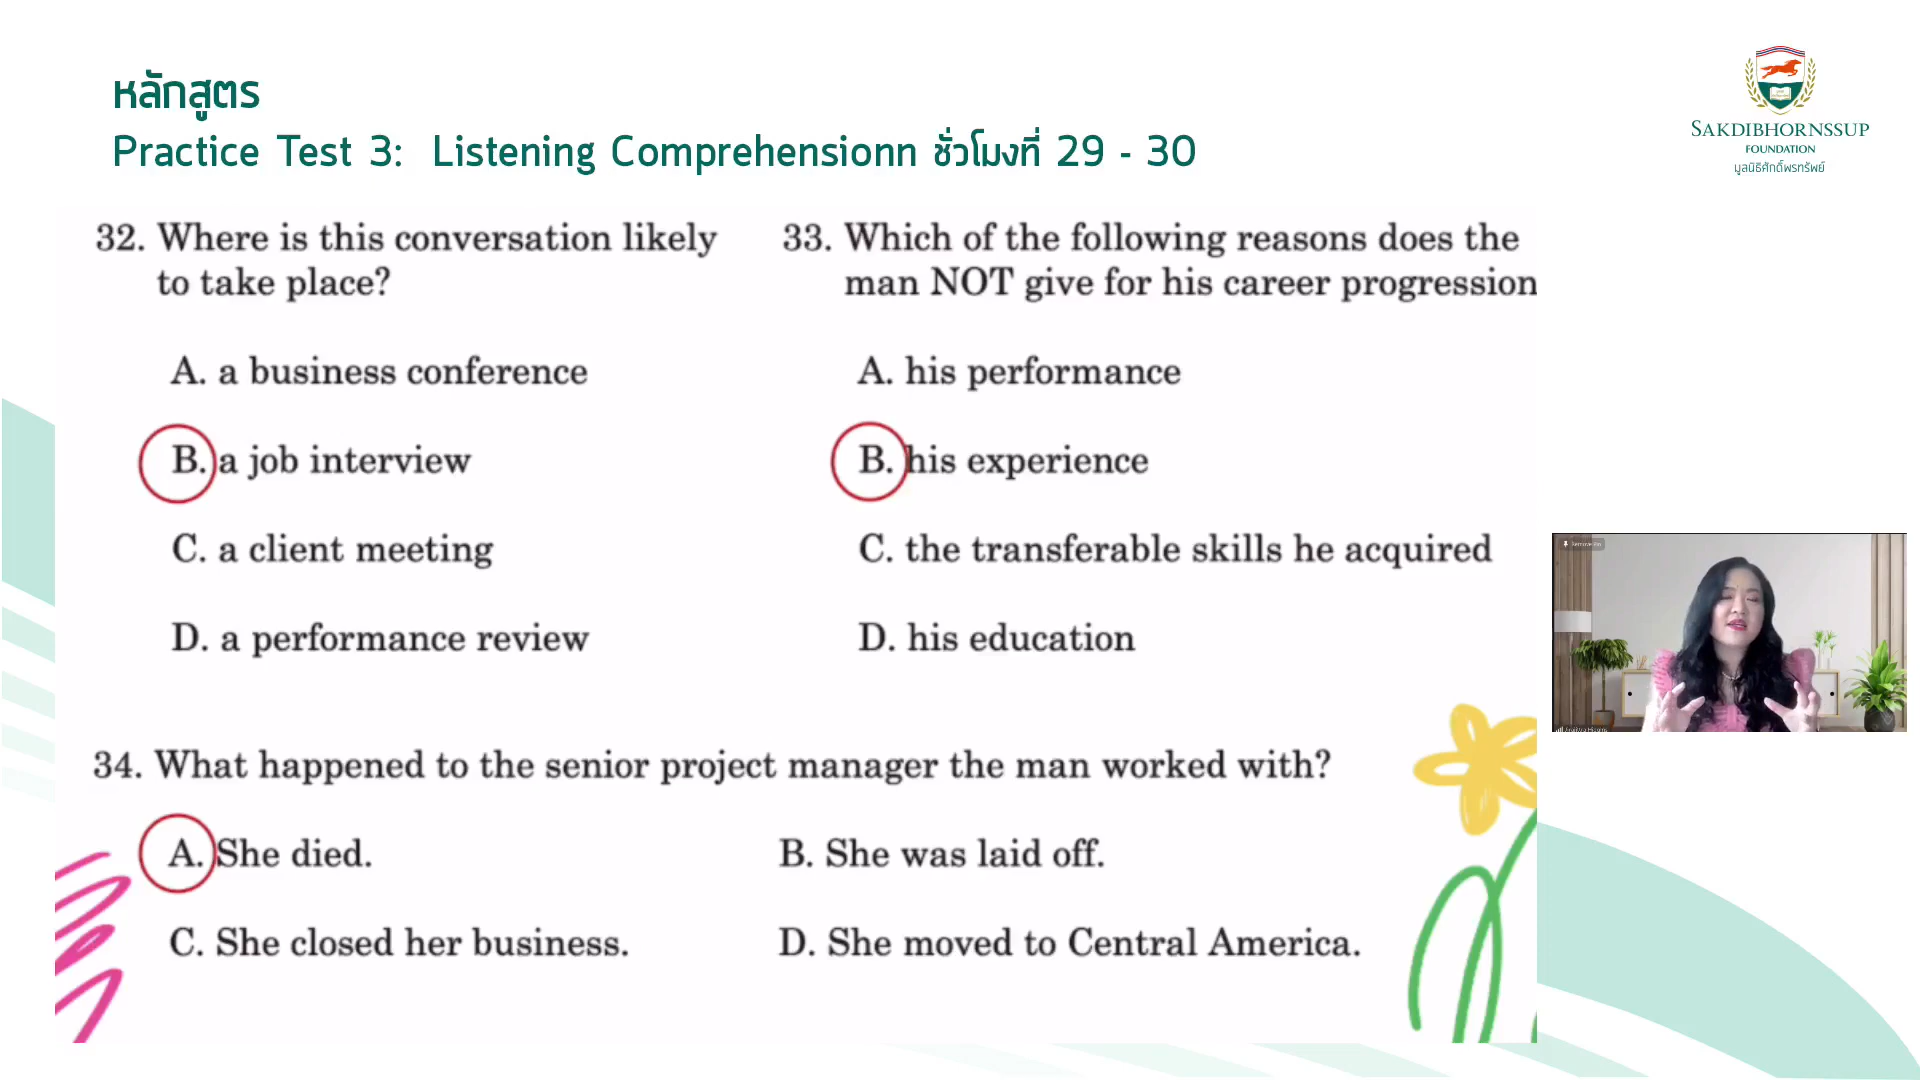 หลักสูตร
Practice Test 3: Listening Comprehensionn ชั่วโมงที่ 29 - 30
SAKDIBHORNSSUP
FOUNDATION
มูลนิธิศักดิ์พรทรัพย์
32. Where is this conversation likely
to take place?
A. a business conference
B. a job interview
C. a client meeting
D. a performance review
33. Which of the following reasons does the
man NOT give for his career progression
A. his performance
B. his experience
C. the transferable skills he acquired
D. his education
34. What happened to the senior project manager the man worked with?
A. She died.
B. She was laid off.
C. She closed her business.
D. She moved to Central America.
Remove Pin